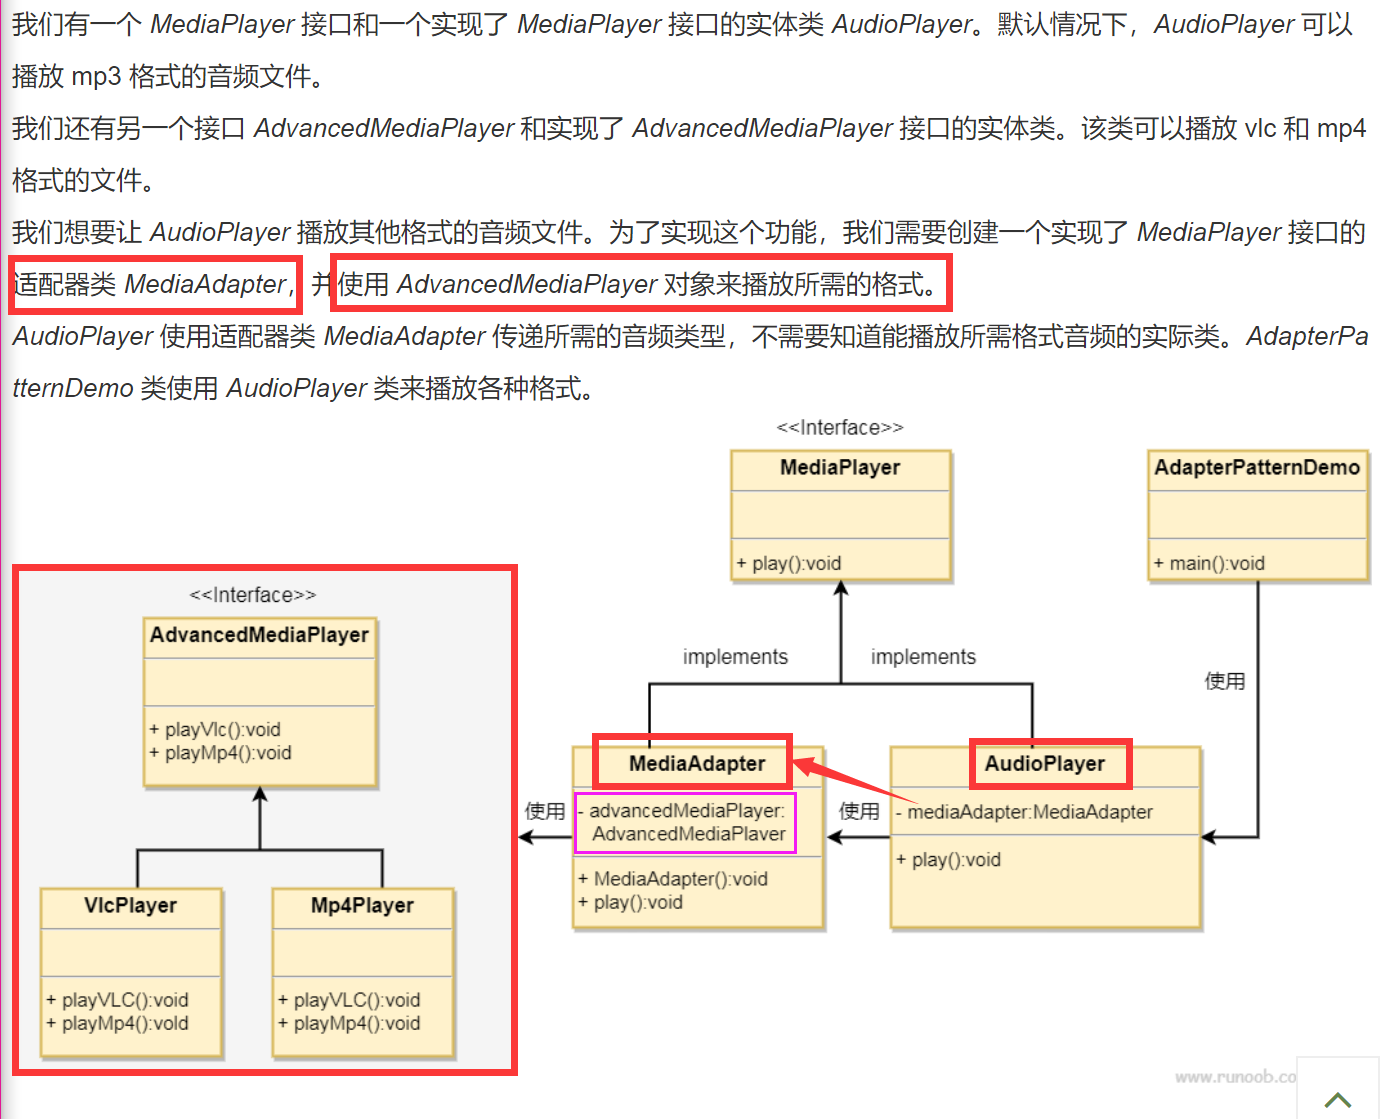 我们有一个 MediaPlayer 接口和一个实现了 MediaPlayer 接口的实体类 AudioPlayer。默认情况下，AudioPlayer 可以
播放 mp3 格式的音频文件。
我们还有另一个接口 AdvancedMediaPlayer 和实现了 AdvancedMediaPlayer 接口的实体类。该类可以播放 vlc 和 mp4
格式的文件。
我们想要让 AudioPlayer 播放其他格式的音频文件。为了实现这个功能，我们需要创建一个实现了 MediaPlayer 接口的
适配器类 MediaAdapter，并使用 AdvancedMediaPlayer 对象来播放所需的格式。
AudioPlayer 使用适配器类 MediaAdapter 传递所需的音频类型，不需要知道能播放所需格式音频的实际类。AdapterPa
tternDemo 类使用 AudioPlayer 类来播放各种格式。
<<Interface>>
MediaPlayer
+ play():void
AdapterPatternDemo
+ main():void
implements
implements
使用
<<Interface>>
AdvancedMediaPlayer
+ playVlc():void
+ playMp4():void
使用
MediaAdapter
- advancedMediaPlayer:
AdvancedMediaPlaver
+ MediaAdapter():void
+ play():void
使用
AudioPlayer
- mediaAdapter:MediaAdapter
+ play():void
VlcPlayer
+ playVLC():void
+ playMp4():vold
Mp4Player
+ playVLC():void
+ playMp4():void
www.runoob.co